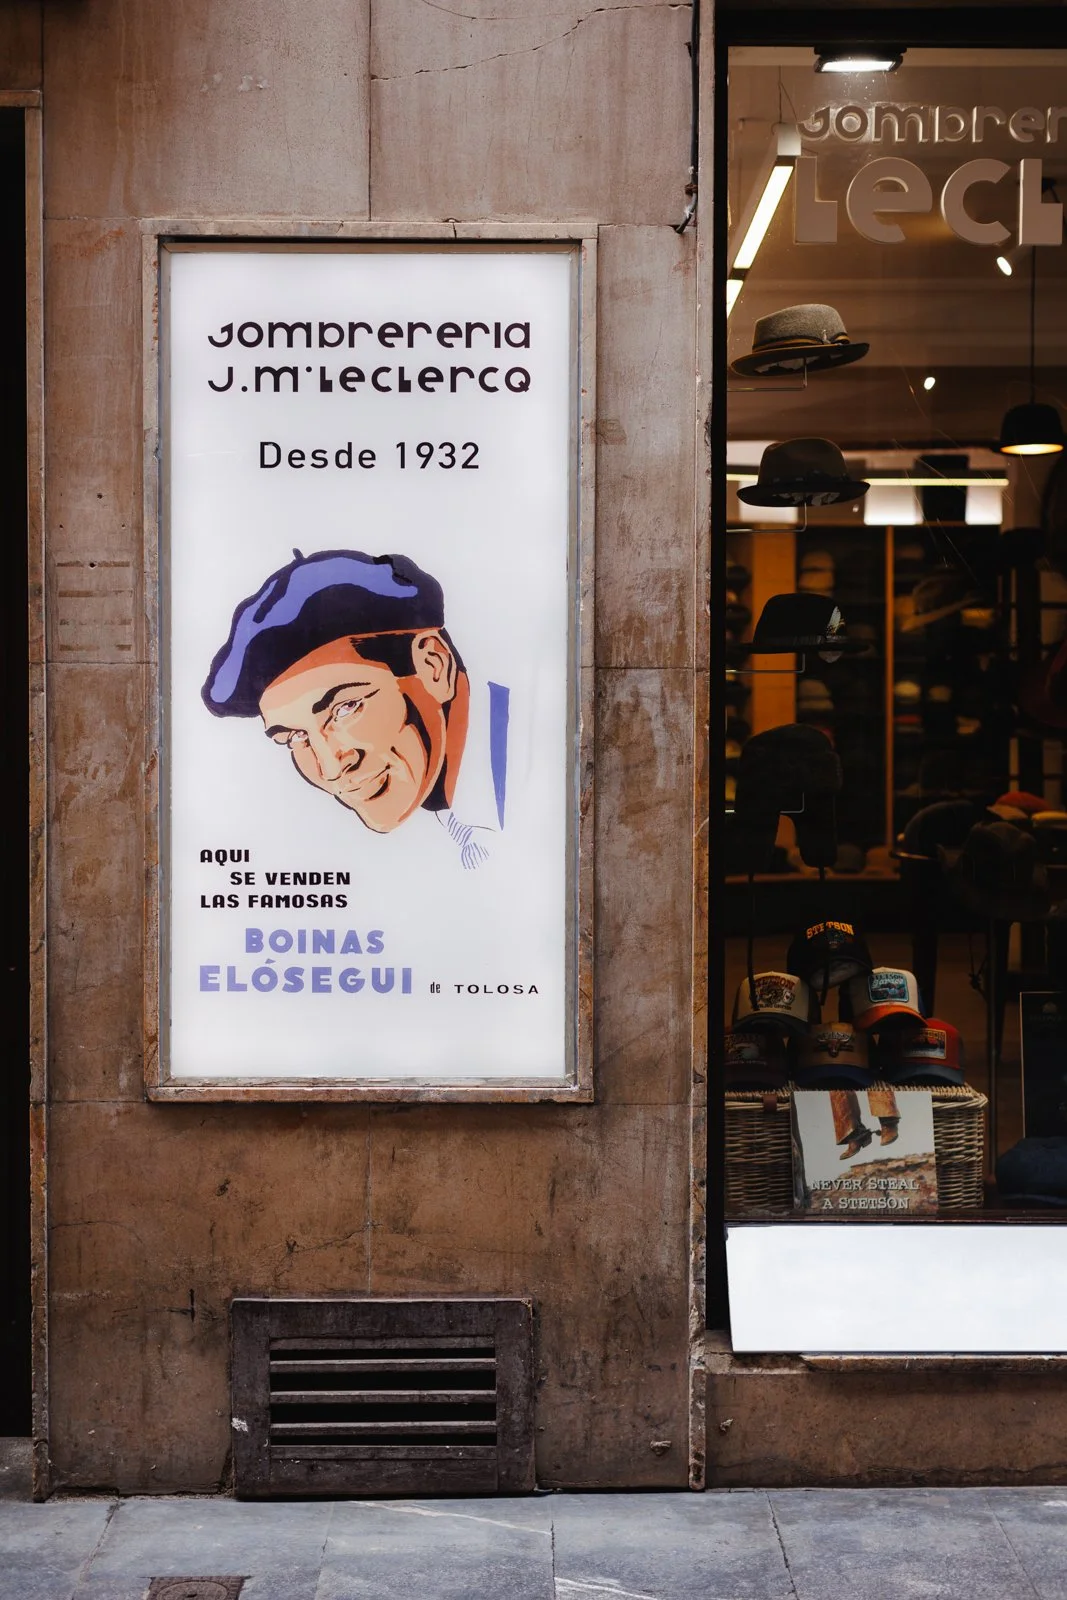 sombrereria
J.M·Leclercq
Desde 1932
AQUI
SE VENDEN
LAS FAMOSAS
BOINAS
ELÓSEGUI de TOLOSA
sombrer
Lecl
STETSON
NEVER STEAL
A STETSON